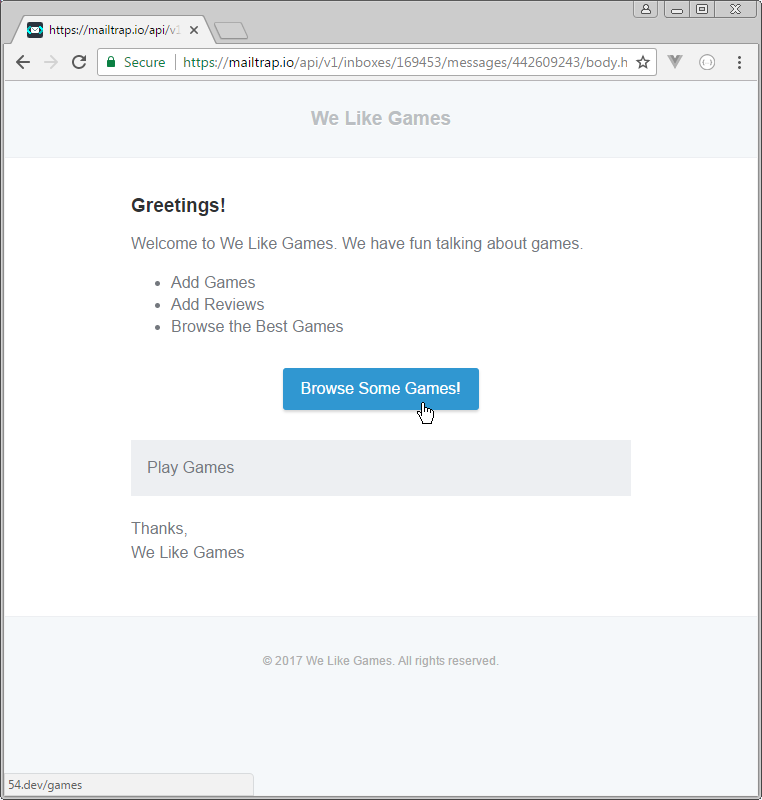 https://mailtrap.io/api/v1
Secure
https://mailtrap.io/api/v1/inboxes/169453/messages/442609243/body.h
We Like Games
Greetings!
Welcome to We Like Games. We have fun talking about games.
• Add Games
• Add Reviews
• Browse the Best Games
Browse Some Games!
Play Games
Thanks,
We Like Games
© 2017 We Like Games. All rights reserved.
54.dev/games